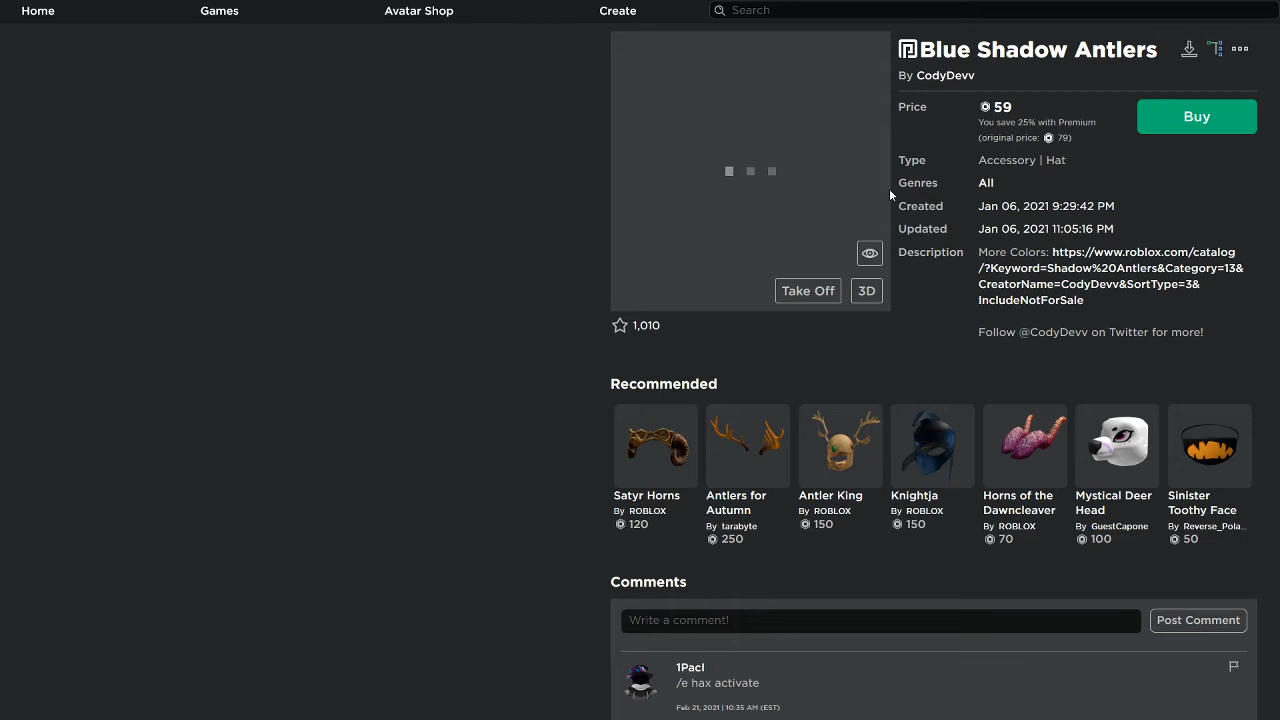 Home Games Avatar Shop Create Search
Blue Shadow Antlers
By CodyDevv
Price 59 Buy
You save 25% with Premium
(original price: 79)
Type Accessory | Hat
Genres All
Created Jan 06, 2021 9:29:42 PM
Updated Jan 06, 2021 11:05:16 PM
Description More Colors: https://www.roblox.com/catalog
/?Keyword=Shadow%20Antlers&Category=13&
CreatorName=CodyDevv&SortType=3&
IncludeNotForSale
Follow @CodyDevv on Twitter for more!
Take Off 3D
1,010
Recommended
Satyr Horns
By ROBLOX
120
Antlers for
Autumn
By tarabyte
250
Antler King
By ROBLOX
150
Knightja
By ROBLOX
150
Horns of the
Dawncleaver
By ROBLOX
70
Mystical Deer
Head
By GuestCapone
100
Sinister
Toothy Face
By Reverse_Pola...
50
Comments
Write a comment! Post Comment
1PacI
/e hax activate
Feb 21, 2021 | 10:35 AM (EST)